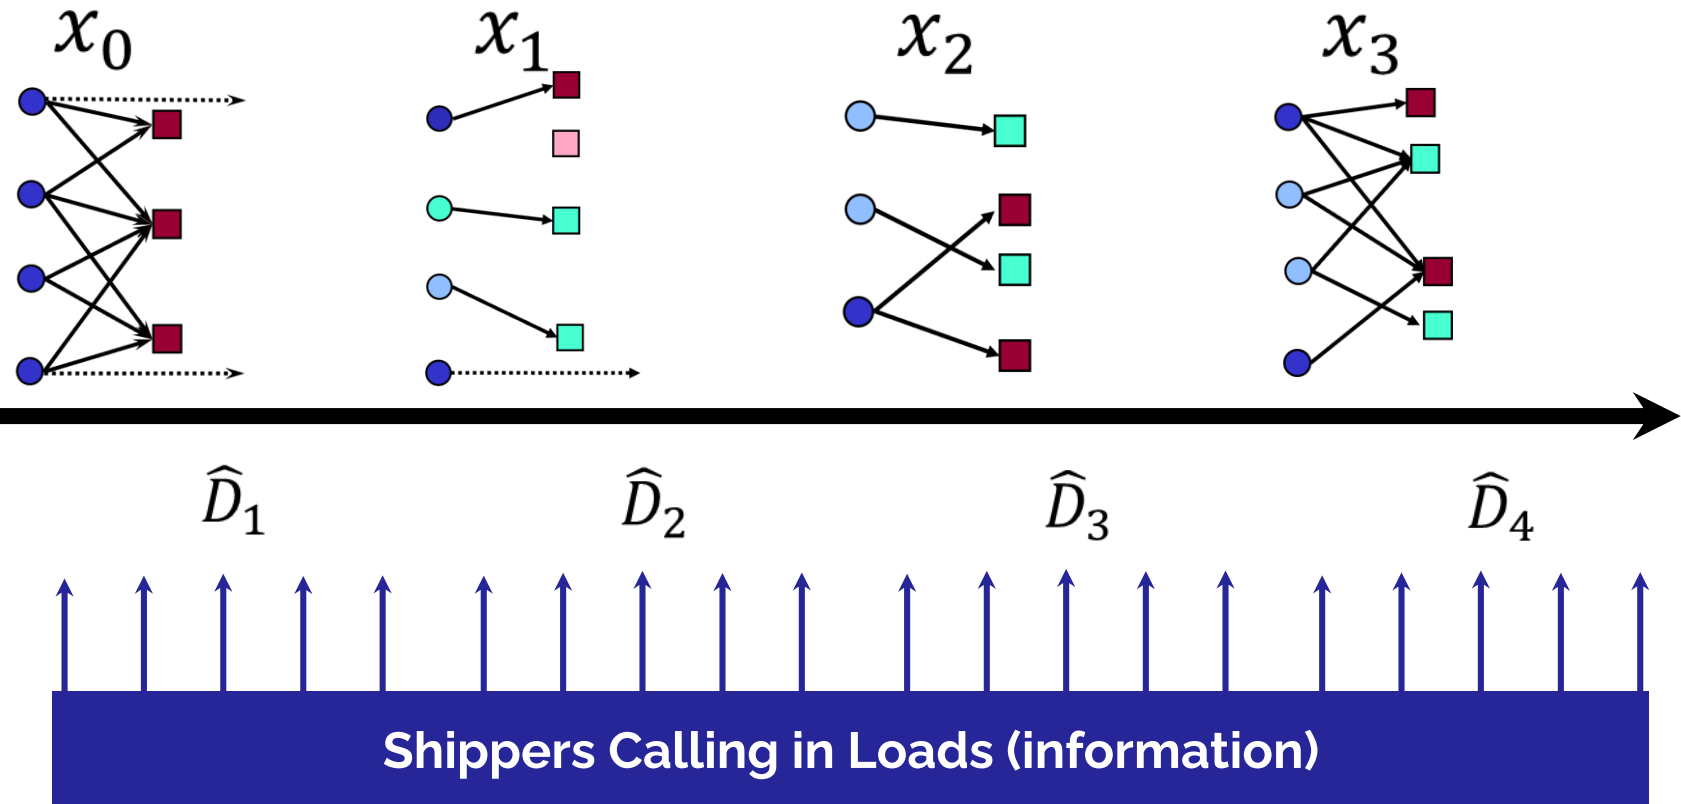 x₀ x₁ x₂ x₃
D̂₁ D̂₂ D̂₃ D̂₄
Shippers Calling in Loads (information)